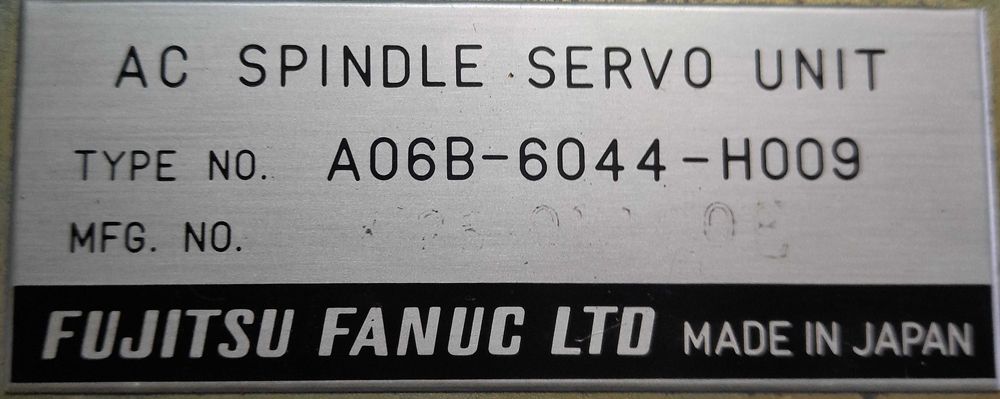 AC SPINDLE SERVO UNIT
TYPE NO. A06B-6044-H009
MFG. NO.
FUJITSU FANUC LTD MADE IN JAPAN